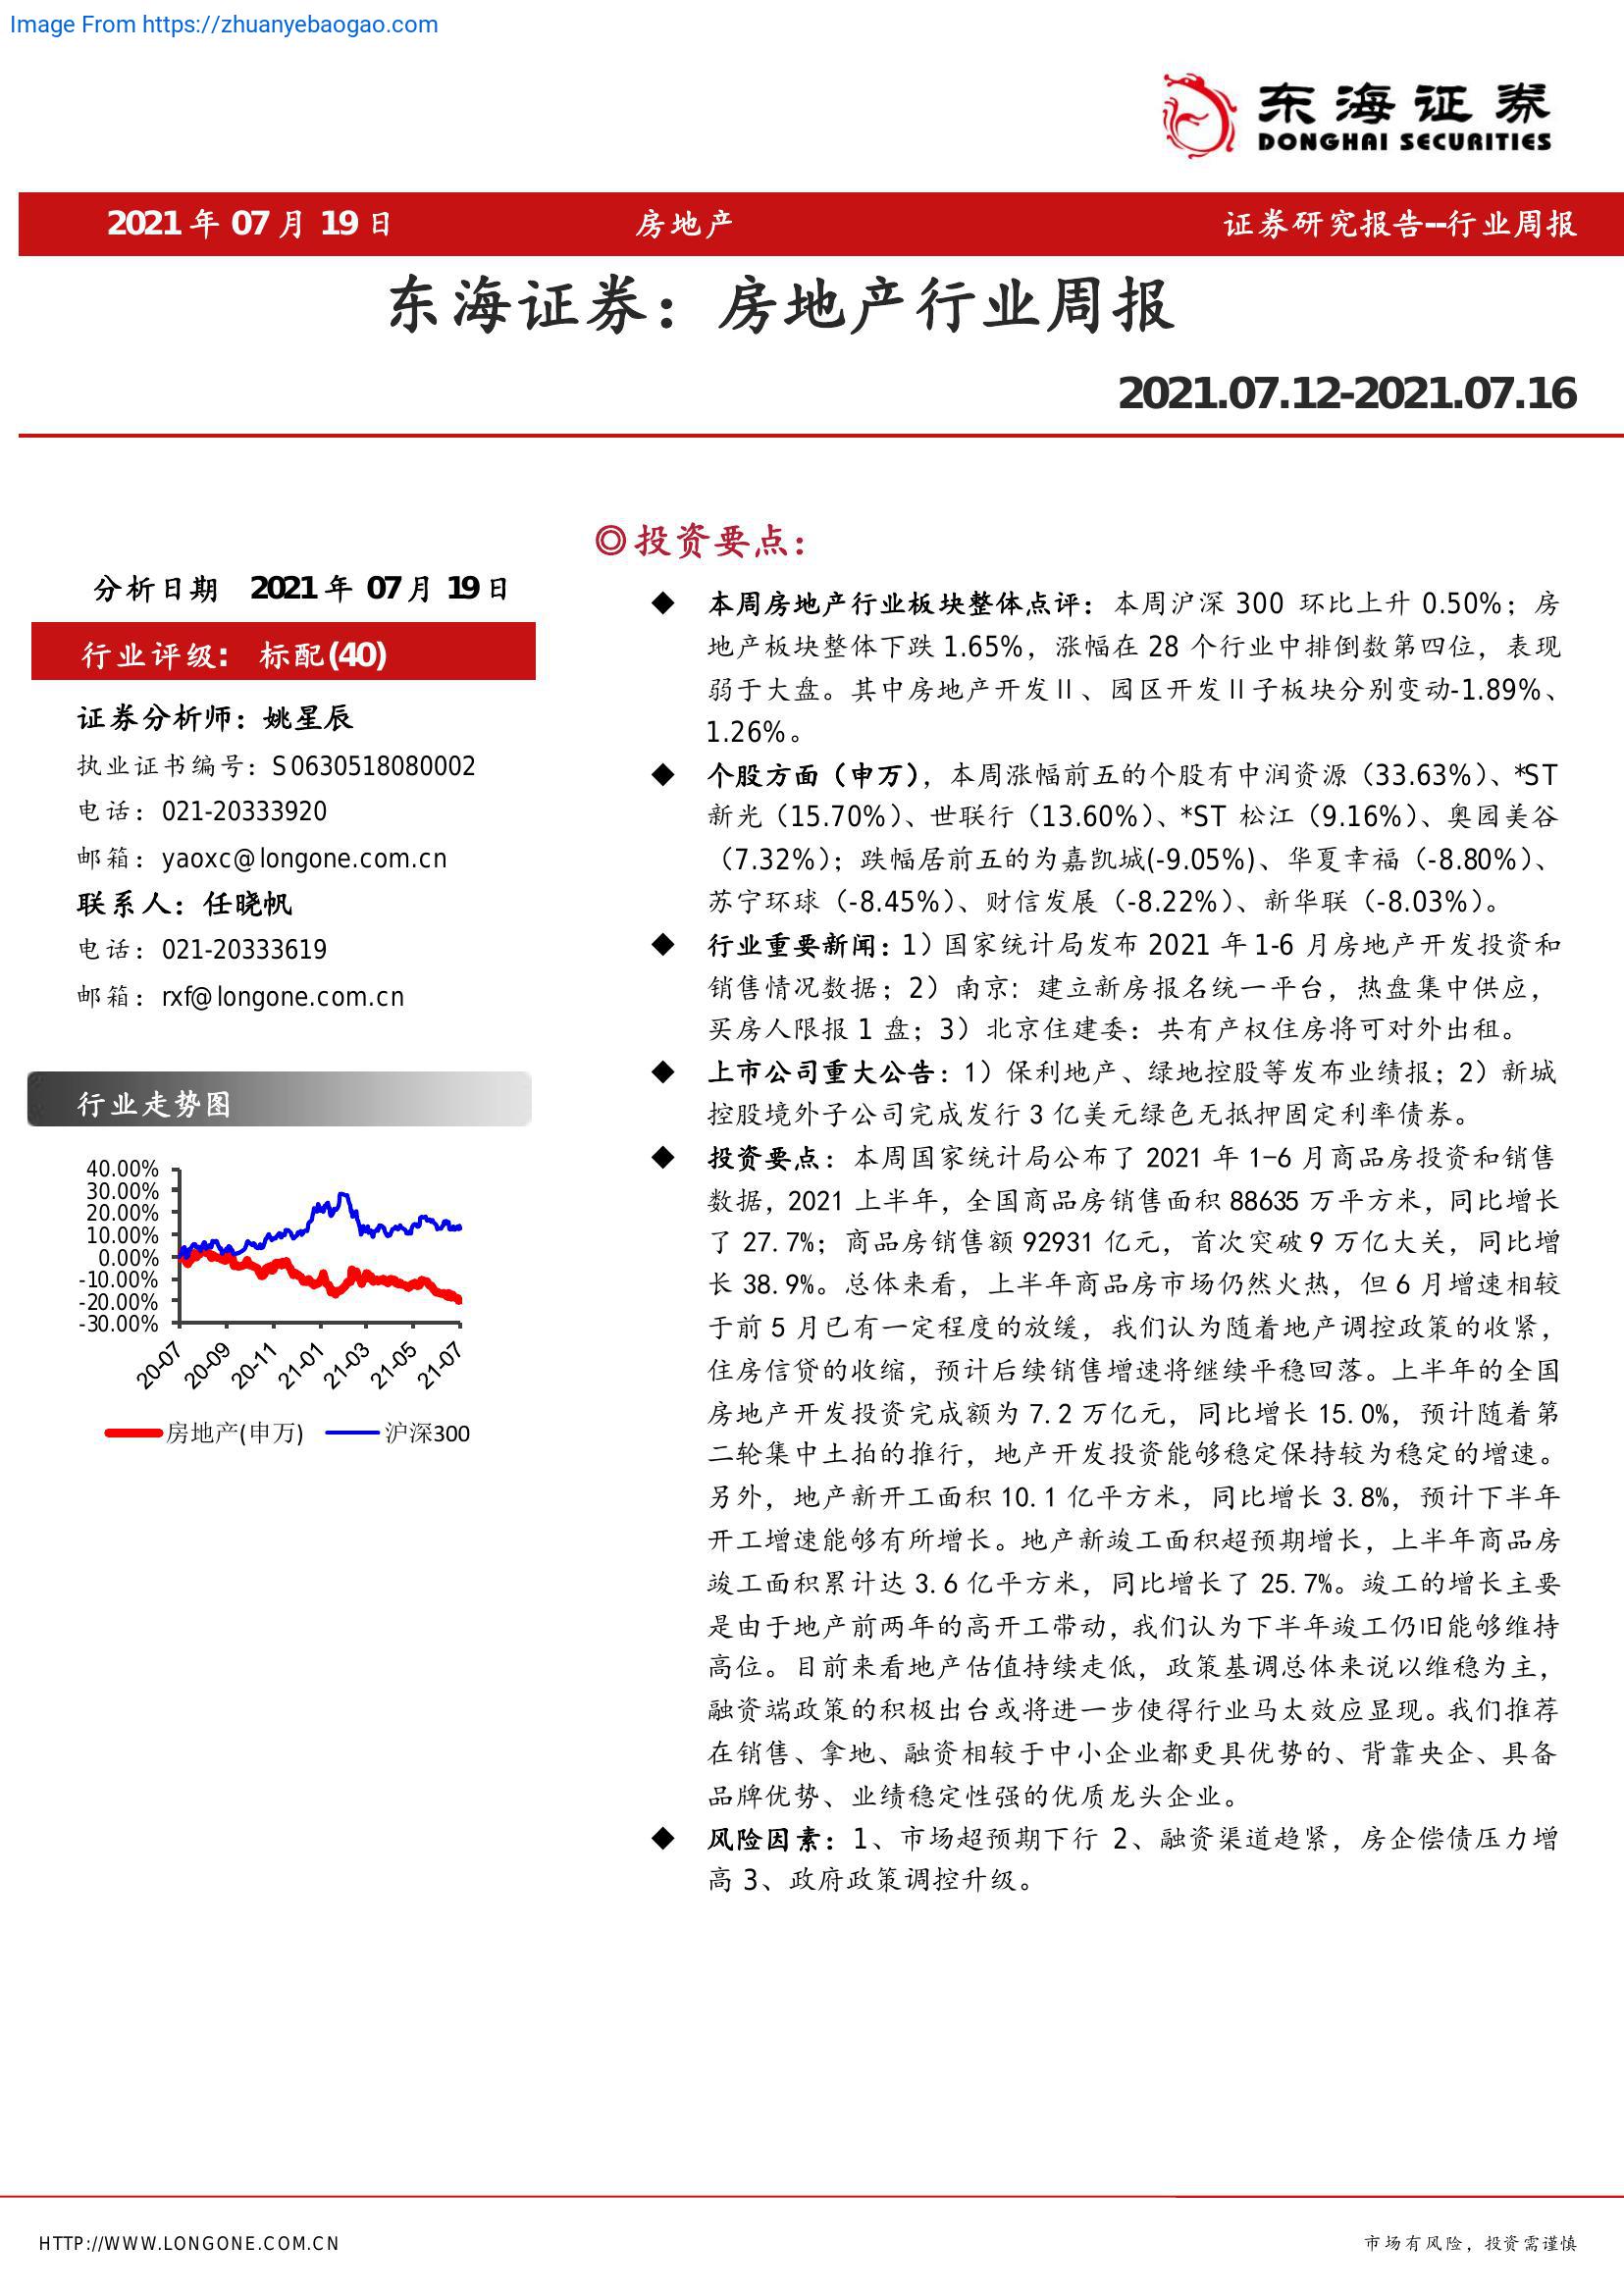 Image From https://zhuanyebaogao.com
东海证券
DONGHAI SECURITIES
2021 年 07 月 19 日 房地产 证券研究报告--行业周报
东海证券：房地产行业周报
2021.07.12-2021.07.16
分析日期 2021 年 07 月 19 日
行业评级： 标配(40)
证券分析师：姚星辰
执业证书编号：S0630518080002
电话：021-20333920
邮箱：yaoxc@longone.com.cn
联系人：任晓帆
电话：021-20333619
邮箱：rxf@longone.com.cn
行业走势图
40.00%
30.00%
20.00%
10.00%
0.00%
-10.00%
-20.00%
-30.00%
20-07 20-09 20-11 21-01 21-03 21-05 21-07
房地产(申万) 沪深300
◎投资要点：
◆ 本周房地产行业板块整体点评：本周沪深 300 环比上升 0.50%；房
地产板块整体下跌 1.65%，涨幅在 28 个行业中排倒数第四位，表现
弱于大盘。其中房地产开发Ⅱ、园区开发Ⅱ子板块分别变动-1.89%、
1.26%。
◆ 个股方面（申万），本周涨幅前五的个股有中润资源（33.63%）、*ST
新光（15.70%）、世联行（13.60%）、*ST 松江（9.16%）、奥园美谷
（7.32%）；跌幅居前五的为嘉凯城(-9.05%)、华夏幸福（-8.80%）、
苏宁环球（-8.45%）、财信发展（-8.22%）、新华联（-8.03%）。
◆ 行业重要新闻：1）国家统计局发布 2021 年 1-6 月房地产开发投资和
销售情况数据；2）南京：建立新房报名统一平台，热盘集中供应，
买房人限报 1 盘；3）北京住建委：共有产权住房将可对外出租。
◆ 上市公司重大公告：1）保利地产、绿地控股等发布业绩报；2）新城
控股境外子公司完成发行 3 亿美元绿色无抵押固定利率债券。
◆ 投资要点：本周国家统计局公布了 2021 年 1-6 月商品房投资和销售
数据，2021 上半年，全国商品房销售面积 88635 万平方米，同比增长
了 27.7%；商品房销售额 92931 亿元，首次突破 9 万亿大关，同比增
长 38.9%。总体来看，上半年商品房市场仍然火热，但 6 月增速相较
于前 5 月已有一定程度的放缓，我们认为随着地产调控政策的收紧，
住房信贷的收缩，预计后续销售增速将继续平稳回落。上半年的全国
房地产开发投资完成额为 7.2 万亿元，同比增长 15.0%，预计随着第
二轮集中土拍的推行，地产开发投资能够稳定保持较为稳定的增速。
另外，地产新开工面积 10.1 亿平方米，同比增长 3.8%，预计下半年
开工增速能够有所增长。地产新竣工面积超预期增长，上半年商品房
竣工面积累计达 3.6 亿平方米，同比增长了 25.7%。竣工的增长主要
是由于地产前两年的高开工带动，我们认为下半年竣工仍旧能够维持
高位。目前来看地产估值持续走低，政策基调总体来说以维稳为主，
融资端政策的积极出台或将进一步使得行业马太效应显现。我们推荐
在销售、拿地、融资相较于中小企业都更具优势的、背靠央企、具备
品牌优势、业绩稳定性强的优质龙头企业。
◆ 风险因素：1、市场超预期下行 2、融资渠道趋紧，房企偿债压力增
高 3、政府政策调控升级。
HTTP://WWW.LONGONE.COM.CN 市场有风险，投资需谨慎